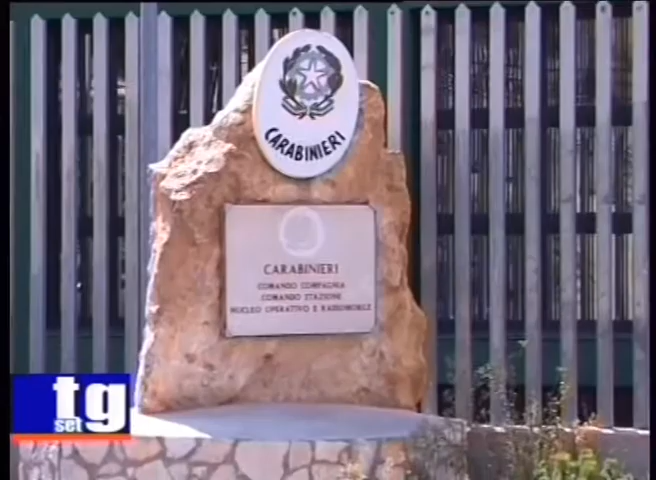 CARABINIERI
CARABINIERI
COMANDO COMPAGNIA
COMANDO STAZIONE
NUCLEO OPERATIVO E RADIOMOBILE
tg
set